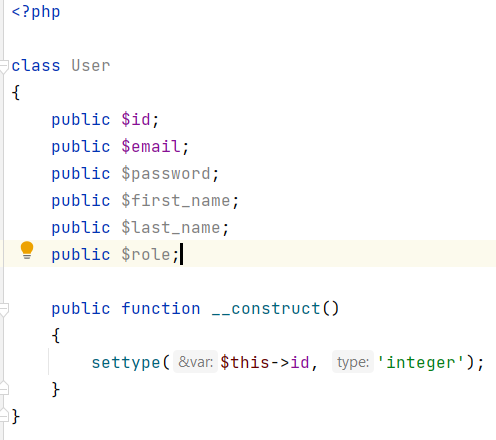 <?php
class User
{
    public $id;
    public $email;
    public $password;
    public $first_name;
    public $last_name;
    public $role;
    public function __construct()
    {
        settype( &var: $this->id, type: 'integer');
    }
}